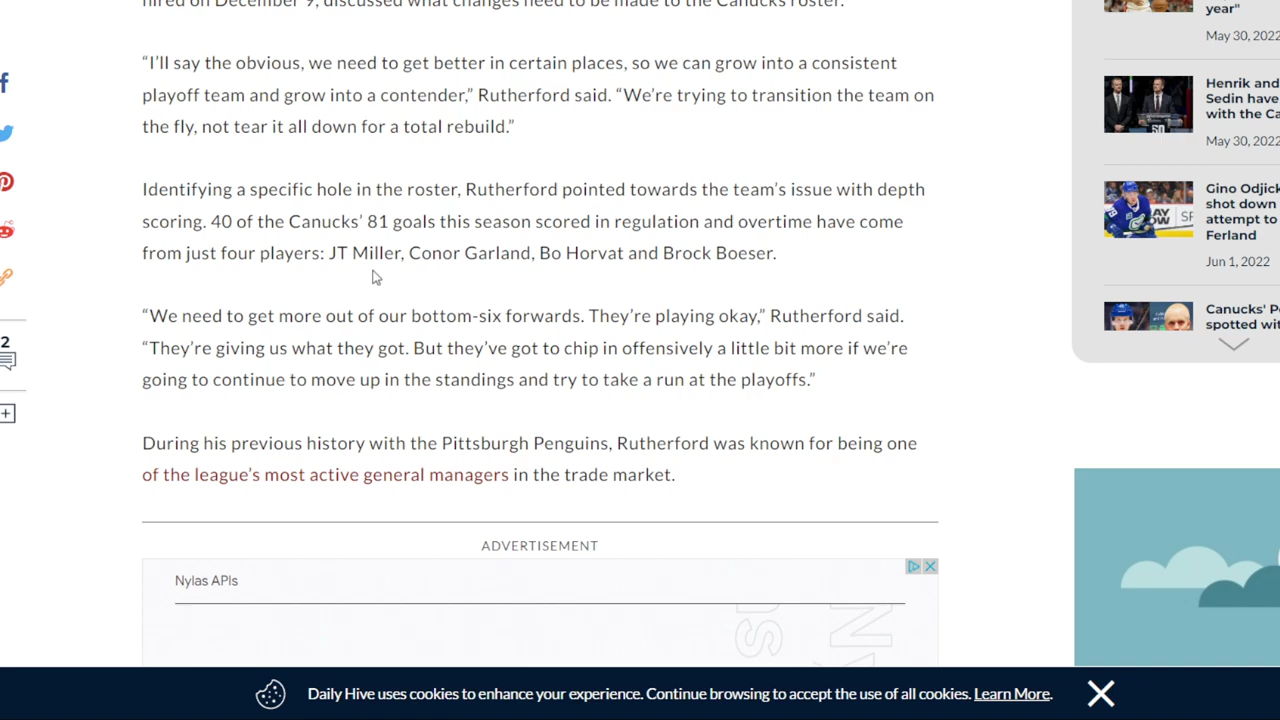 hired on December 9, discussed what changes need to be made to the Canucks roster.
“I’ll say the obvious, we need to get better in certain places, so we can grow into a consistent
playoff team and grow into a contender,” Rutherford said. “We’re trying to transition the team on
the fly, not tear it all down for a total rebuild.”
Identifying a specific hole in the roster, Rutherford pointed towards the team’s issue with depth
scoring. 40 of the Canucks’ 81 goals this season scored in regulation and overtime have come
from just four players: JT Miller, Conor Garland, Bo Horvat and Brock Boeser.
“We need to get more out of our bottom-six forwards. They’re playing okay,” Rutherford said.
“They’re giving us what they got. But they’ve got to chip in offensively a little bit more if we’re
going to continue to move up in the standings and try to take a run at the playoffs.”
During his previous history with the Pittsburgh Penguins, Rutherford was known for being one
of the league’s most active general managers in the trade market.
ADVERTISEMENT
Nylas APIs
2
year"
May 30, 2022
Henrik and
Sedin have
with the Ca
May 30, 2022
Gino Odjick
shot down
attempt to
Ferland
Jun 1, 2022
Canucks' P
spotted wit
Daily Hive uses cookies to enhance your experience. Continue browsing to accept the use of all cookies. Learn More.